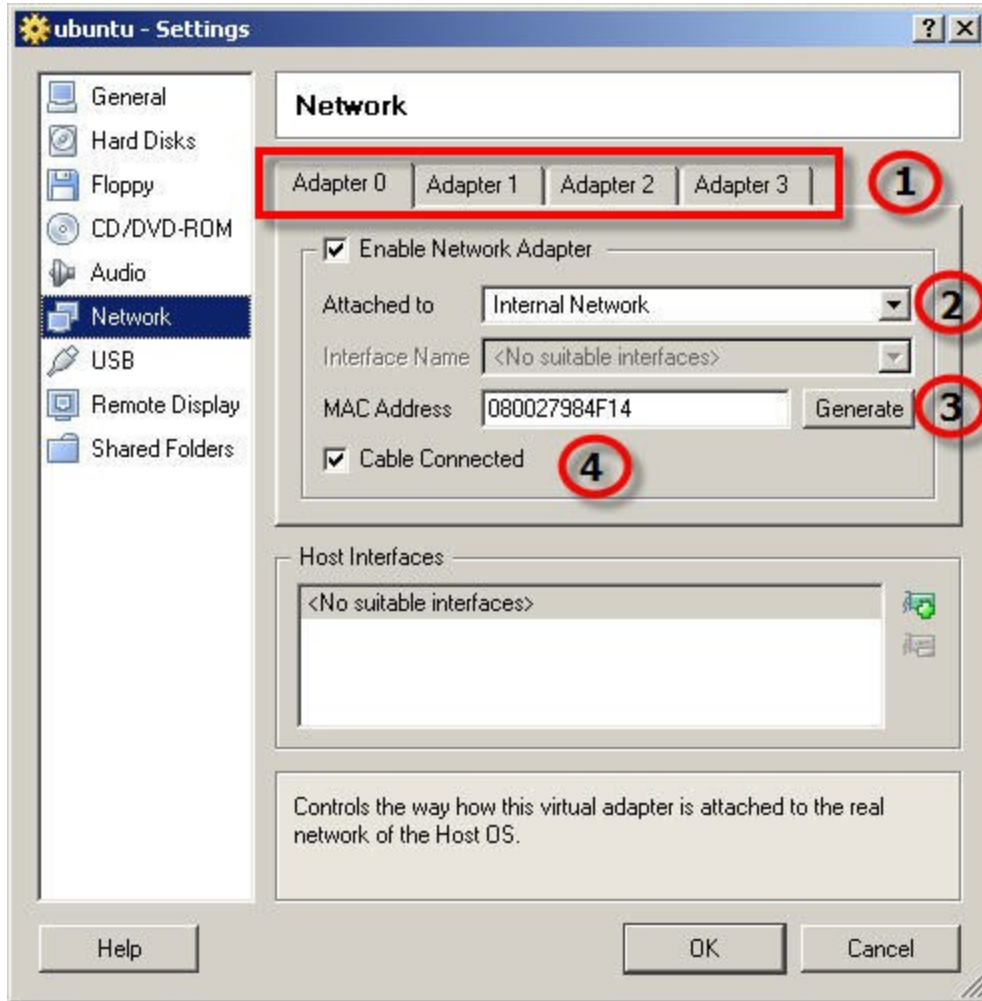 ubuntu - Settings
General
Hard Disks
Floppy
CD/DVD-ROM
Audio
Network
USB
Remote Display
Shared Folders
Network
Adapter 0 Adapter 1 Adapter 2 Adapter 3 1
Enable Network Adapter
Attached to Internal Network 2
Interface Name <No suitable interfaces>
MAC Address 080027984F14 Generate 3
Cable Connected 4
Host Interfaces
<No suitable interfaces>
Controls the way how this virtual adapter is attached to the real
network of the Host OS.
Help OK Cancel